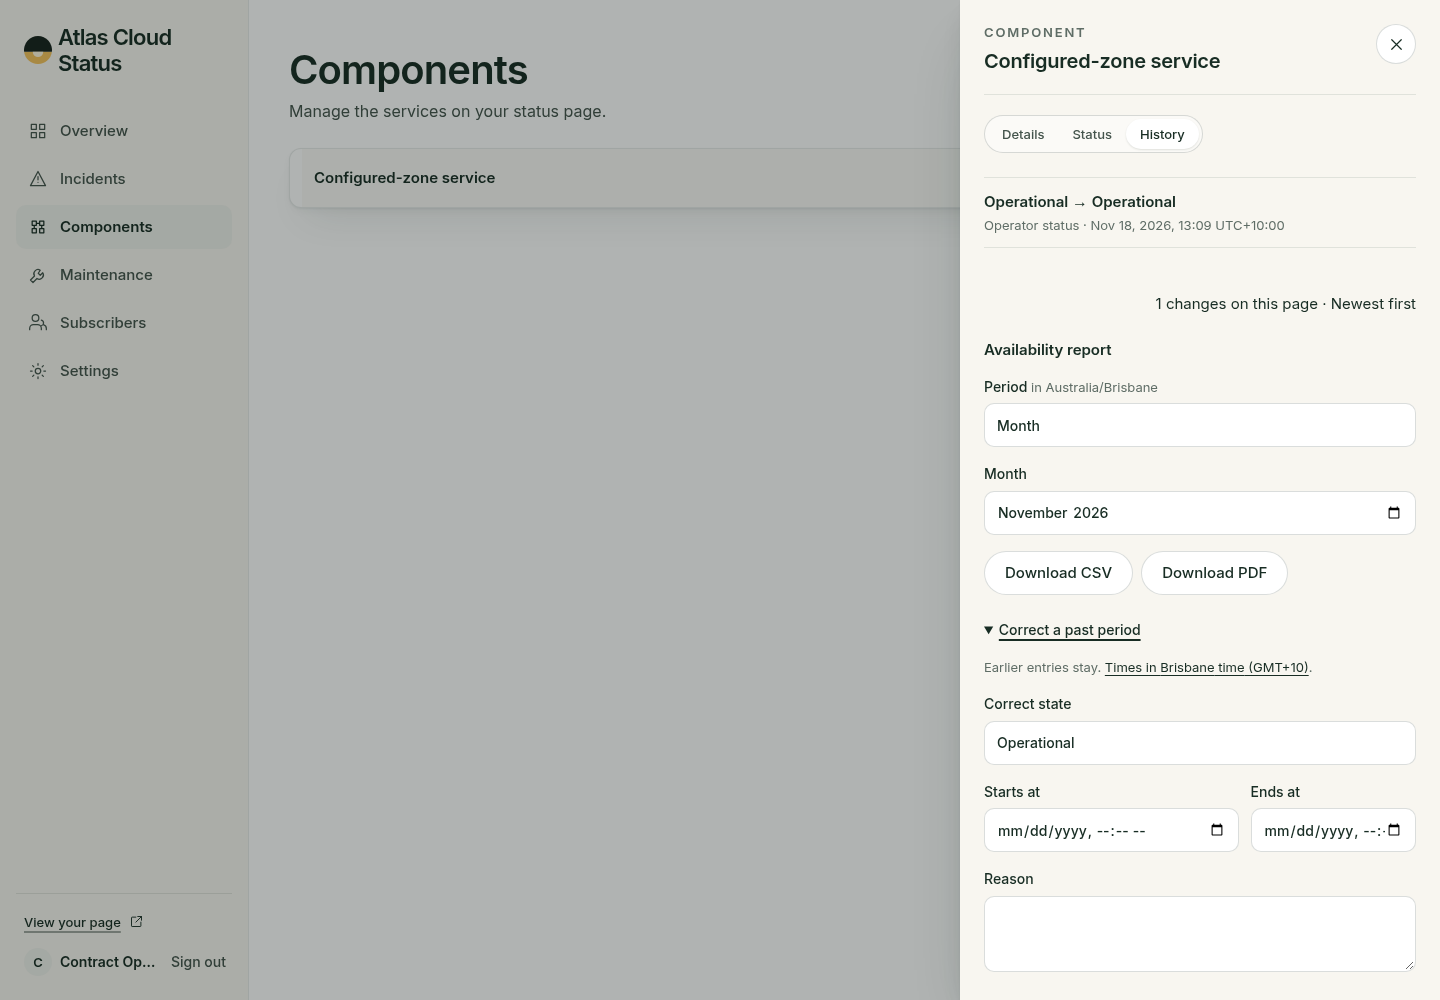 Atlas Cloud
Status
Overview
Incidents
Components
Maintenance
Subscribers
Settings
View your page
C
Contract Op...
Sign out
Components
Manage the services on your status page.
Configured-zone service
COMPONENT
Configured-zone service
Details
Status
History
Operational → Operational
Operator status · Nov 18, 2026, 13:09 UTC+10:00
1 changes on this page · Newest first
Availability report
Period in Australia/Brisbane
Month
Month
November 2026
Download CSV
Download PDF
▼ Correct a past period
Earlier entries stay. Times in Brisbane time (GMT+10).
Correct state
Operational
Starts at
Ends at
mm/dd/yyyy, --:-- --
mm/dd/yyyy, --:-
Reason